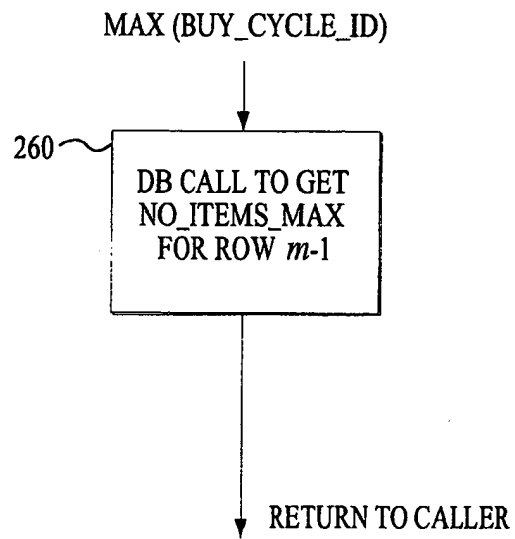 MAX (BUY_CYCLE_ID)
260
DB CALL TO GET
NO_ITEMS_MAX
FOR ROW m-1
RETURN TO CALLER